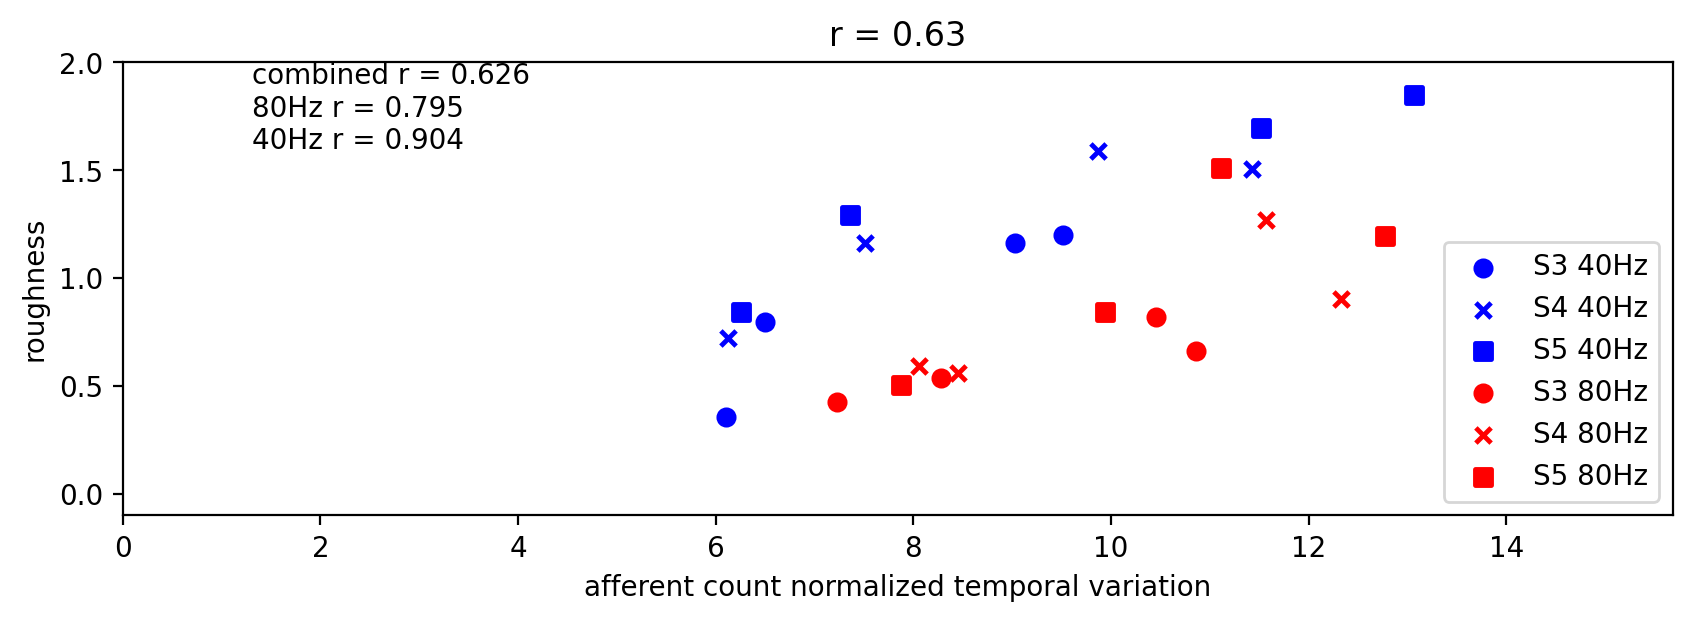 r = 0.63
combined r = 0.626
80Hz r = 0.795
40Hz r = 0.904
2.0
1.5
1.0
0.5
0.0
roughness
S3 40Hz
S4 40Hz
S5 40Hz
S3 80Hz
S4 80Hz
S5 80Hz
0 2 4 6 8 10 12 14
afferent count normalized temporal variation